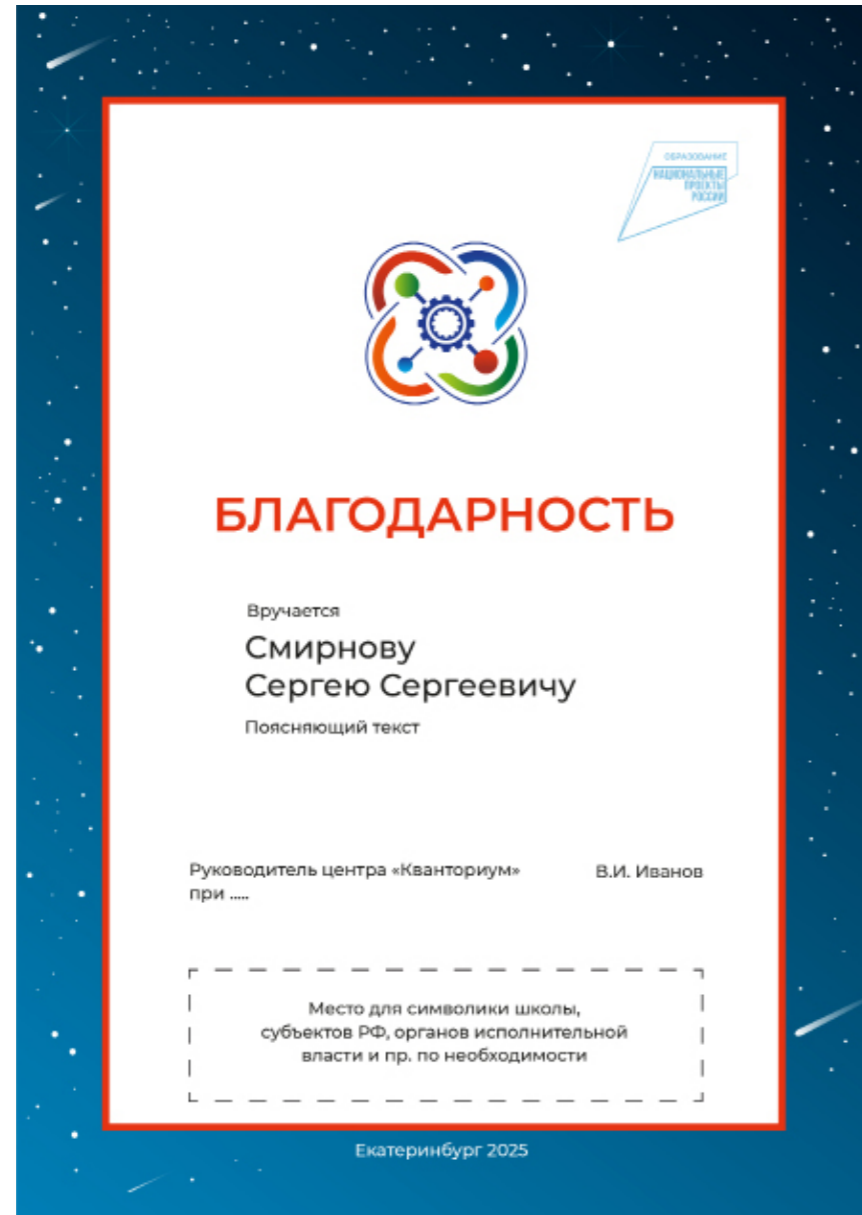 ОБРАЗОВАНИЕ
НАЦИОНАЛЬНЫЕ
ПРОЕКТЫ
РОССИИ
БЛАГОДАРНОСТЬ
Вручается
Смирнову
Сергею Сергеевичу
Поясняющий текст
Руководитель центра «Кванториум» В.И. Иванов
при .....
Место для символики школы,
субъектов РФ, органов исполнительной
власти и пр. по необходимости
Екатеринбург 2025